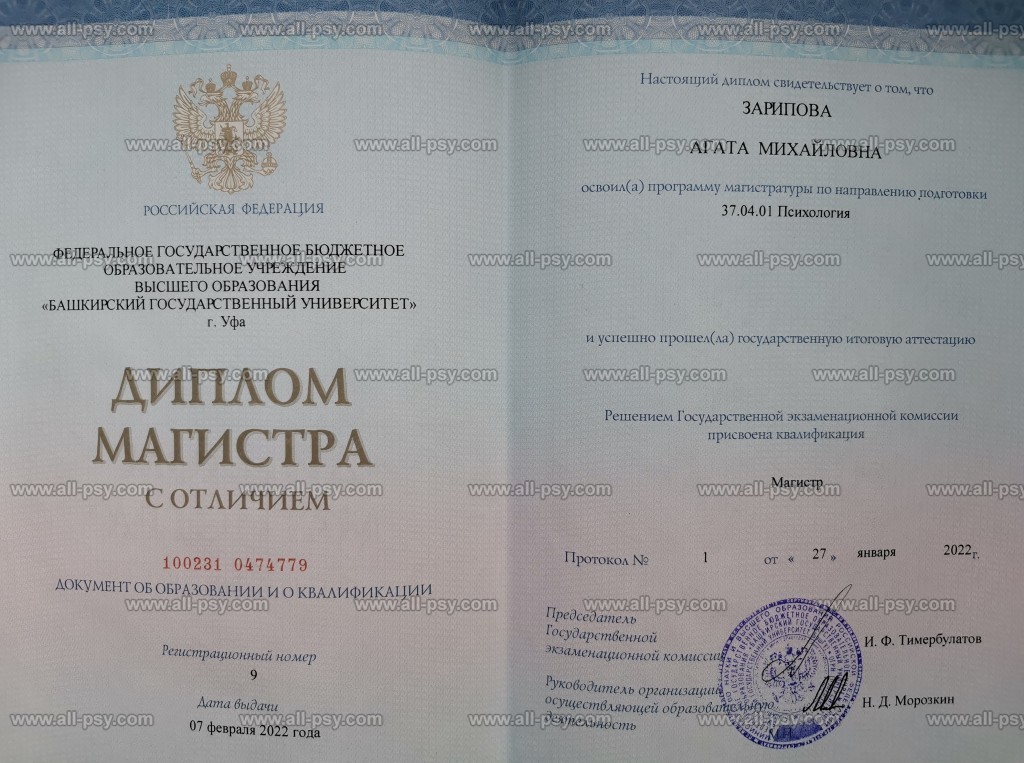 РОССИЙСКАЯ ФЕДЕРАЦИЯ
ФЕДЕРАЛЬНОЕ ГОСУДАРСТВЕННОЕ БЮДЖЕТНОЕ
ОБРАЗОВАТЕЛЬНОЕ УЧРЕЖДЕНИЕ
ВЫСШЕГО ОБРАЗОВАНИЯ
«БАШКИРСКИЙ ГОСУДАРСТВЕННЫЙ УНИВЕРСИТЕТ»
г. Уфа
ДИПЛОМ
МАГИСТРА
С ОТЛИЧИЕМ
100231 0474779
ДОКУМЕНТ ОБ ОБРАЗОВАНИИ И О КВАЛИФИКАЦИИ
Регистрационный номер
9
Дата выдачи
07 февраля 2022 года
Настоящий диплом свидетельствует о том, что
ЗАРИПОВА
АГАТА МИХАЙЛОВНА
освоил(а) программу магистратуры по направлению подготовки
37.04.01 Психология
и успешно прошел(ла) государственную итоговую аттестацию
Решением Государственной экзаменационной комиссии
присвоена квалификация
Магистр
Протокол № 1 от « 27 » января 2022 г.
Председатель
Государственной
экзаменационной комиссии
И. Ф. Тимербулатов
Руководитель организации,
осуществляющей образовательную
деятельность
Н. Д. Морозкин
www.all-psy.com